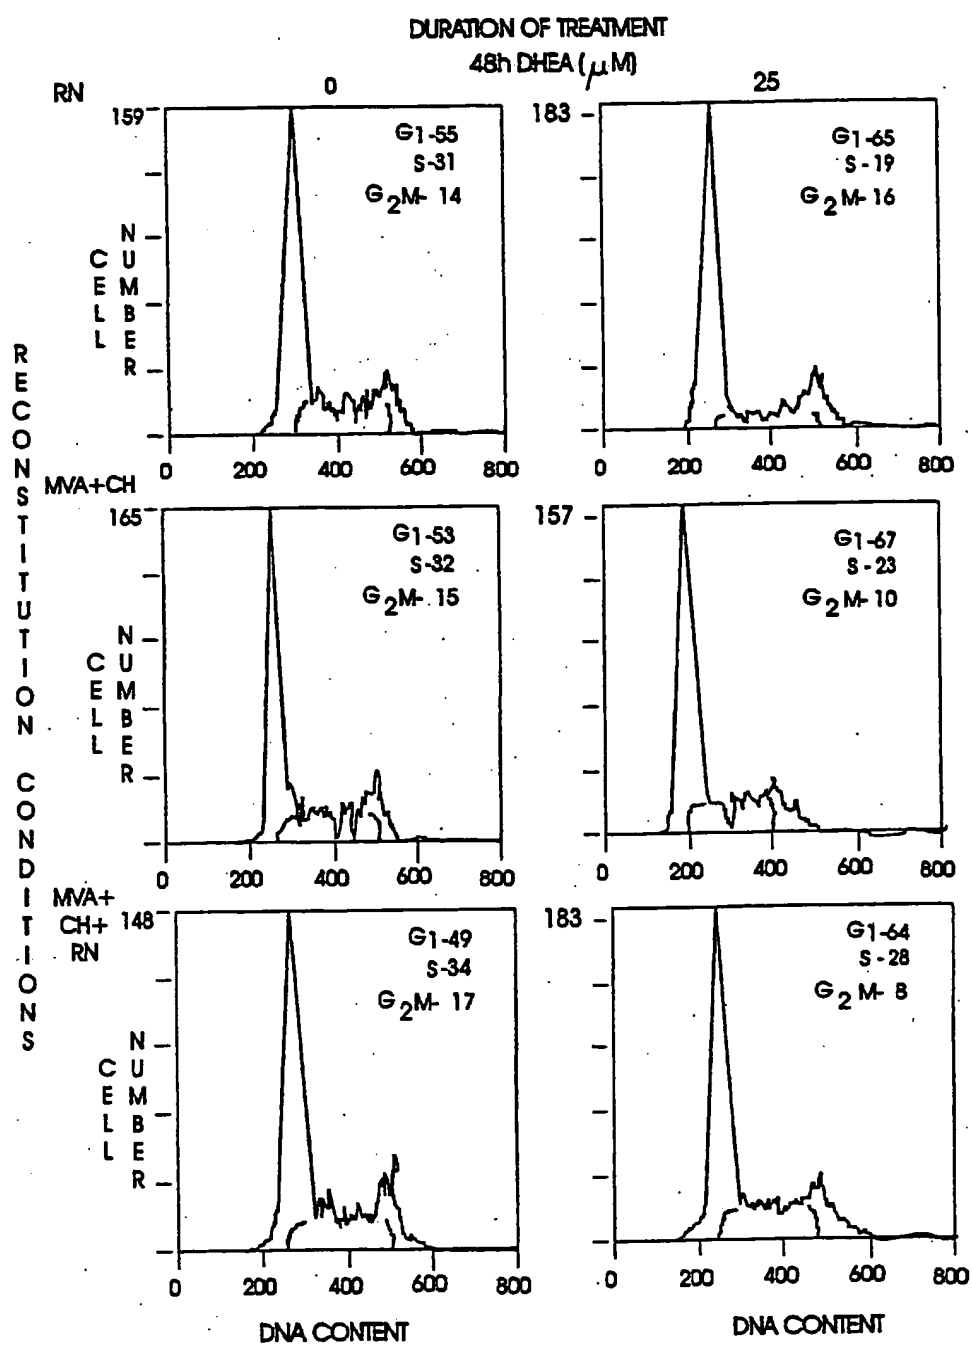 DURATION OF TREATMENT
48h DHEA (μM)
RN
0
25
159
G1-55
S-31
G2M- 14
183
G1-65
S-19
G2M-16
CELL NUMBER
RECONSTITUTION CONDITIONS
0 200 400 600 800
0 200 400 600 800
MVA+CH
165
G1-53
S-32
G2M-.15
157
G1-67
S-23
G2M-10
CELL NUMBER
0 200 400 600 800
0 200 400 600 800
MVA+
CH+
RN
148
G1-49
S-34
G2M- 17
183
G1-64
S-28
G2M- 8
CELL NUMBER
0 200 400 600 800
0 200 400 600 800
DNA CONTENT
DNA CONTENT